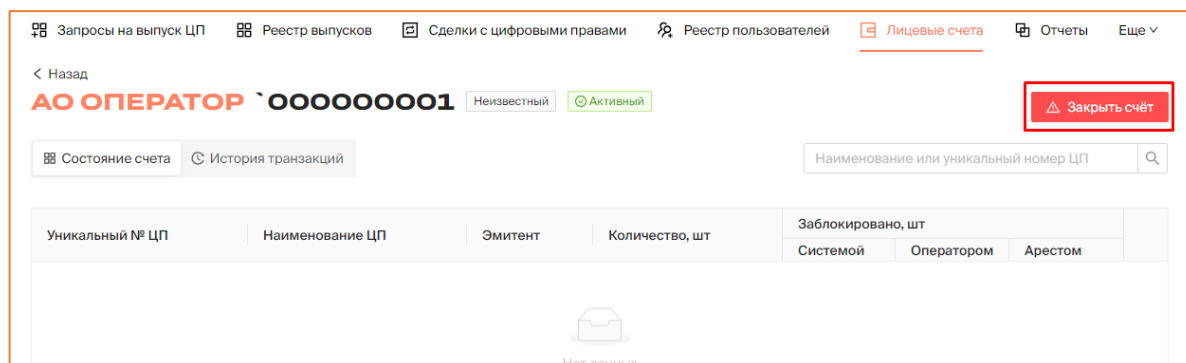 Запросы на выпуск ЦП Реестр выпусков Сделки с цифровыми правами Реестр пользователей Лицевые счета Отчеты Еще
Назад
АО ОПЕРАТОР `000000001 Неизвестный Активный Закрыть счёт
Состояние счета История транзакций Наименование или уникальный номер ЦП
Уникальный № ЦП Наименование ЦП Эмитент Количество, шт Заблокировано, шт
Системой Оператором Арестом
Нет данных